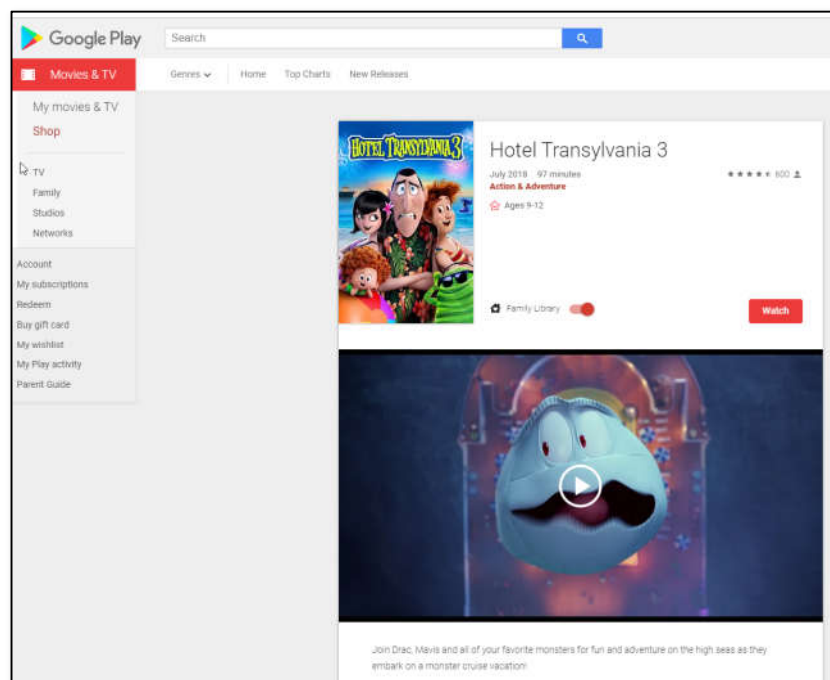 Google Play
Search
Movies & TV
Genres
Home
Top Charts
New Releases
My movies & TV
Shop
TV
Family
Studios
Networks
Account
My subscriptions
Redeem
Buy gift card
My wishlist
My Play activity
Parent Guide
HOTEL TRANSYLVANIA 3
Hotel Transylvania 3
July 2018 97 minutes
600
Action & Adventure
Ages 9-12
Family Library
Watch
Join Drac, Mavis and all of your favorite monsters for fun and adventure on the high seas as they
embark on a monster cruise vacation!